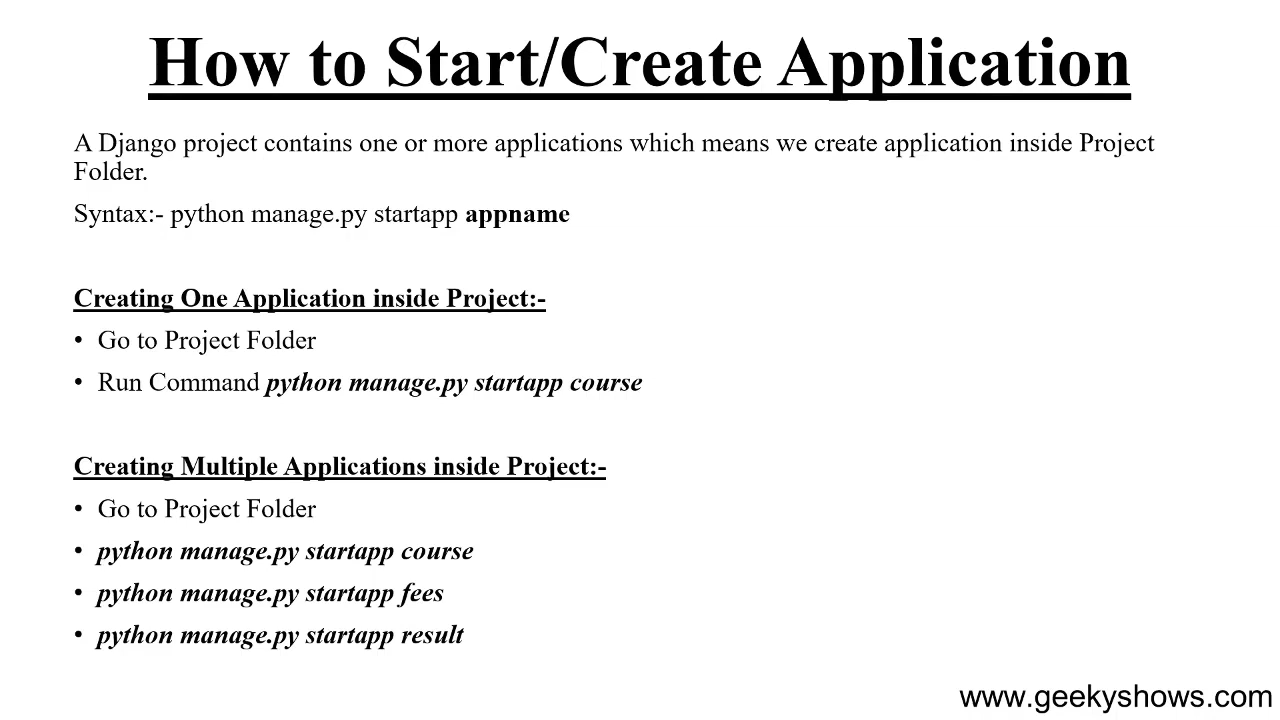 How to Start/Create Application
A Django project contains one or more applications which means we create application inside Project
Folder.
Syntax:- python manage.py startapp appname
Creating One Application inside Project:-
• Go to Project Folder
• Run Command python manage.py startapp course
Creating Multiple Applications inside Project:-
• Go to Project Folder
• python manage.py startapp course
• python manage.py startapp fees
• python manage.py startapp result
www.geekyshows.com